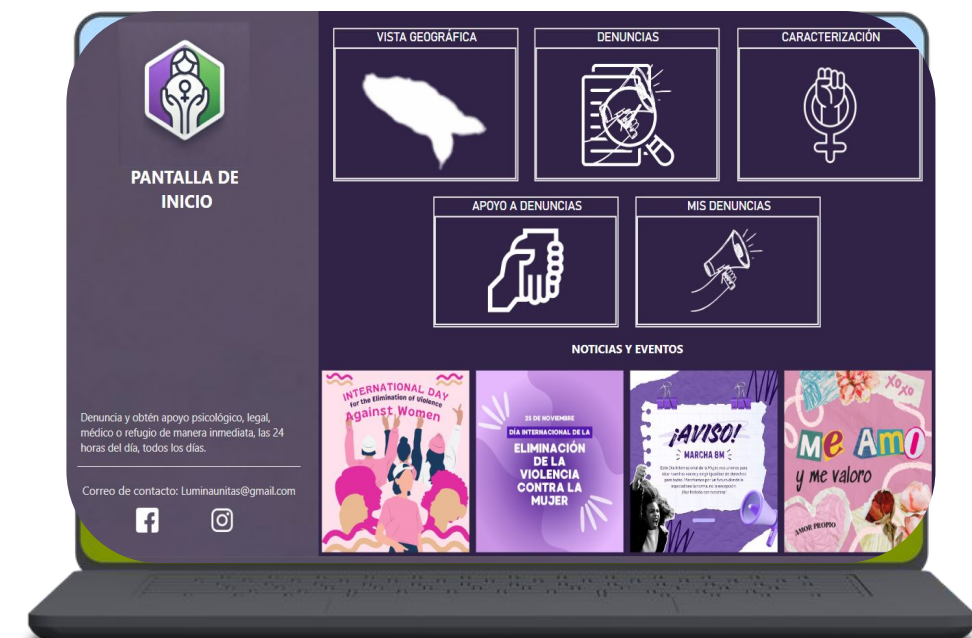 PANTALLA DE
INICIO
Denuncia y obtén apoyo psicológico, legal,
médico o refugio de manera inmediata, las 24
horas del día, todos los días.
Correo de contacto: Luminaunitas@gmail.com
VISTA GEOGRÁFICA
DENUNCIAS
CARACTERIZACIÓN
APOYO A DENUNCIAS
MIS DENUNCIAS
NOTICIAS Y EVENTOS
INTERNATIONAL DAY
for the Elimination of Violence
Against Women
25 DE NOVIEMBRE
DÍA INTERNACIONAL DE LA
ELIMINACIÓN
DE LA
VIOLENCIA
CONTRA LA
MUJER
¡AVISO!
MARCHA 8M
XOXO
ME AMO
y me valoro
AMOR PROPIO